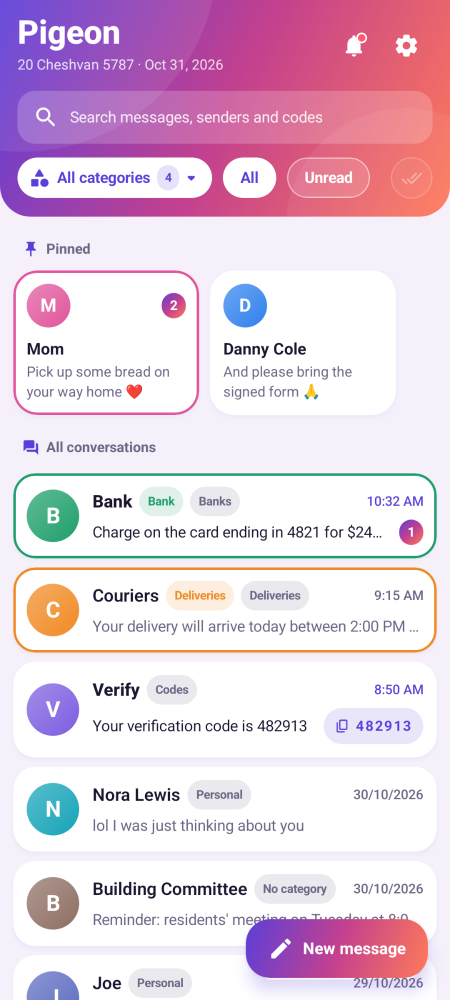 Pigeon
20 Cheshvan 5787 · Oct 31, 2026
Search messages, senders and codes
All categories 4
All
Unread
Pinned
M
2
Mom
Pick up some bread on
your way home ❤️
D
Danny Cole
And please bring the
signed form 🙏
All conversations
B
Bank Bank Banks 10:32 AM
Charge on the card ending in 4821 for $24... 1
C
Couriers Deliveries Deliveries 9:15 AM
Your delivery will arrive today between 2:00 PM ...
V
Verify Codes 8:50 AM
Your verification code is 482913 482913
N
Nora Lewis Personal 30/10/2026
lol I was just thinking about you
B
Building Committee No category 30/10/2026
Reminder: residents' meeting on Tuesday at 8:0...
New message
Joe Personal 29/10/2026